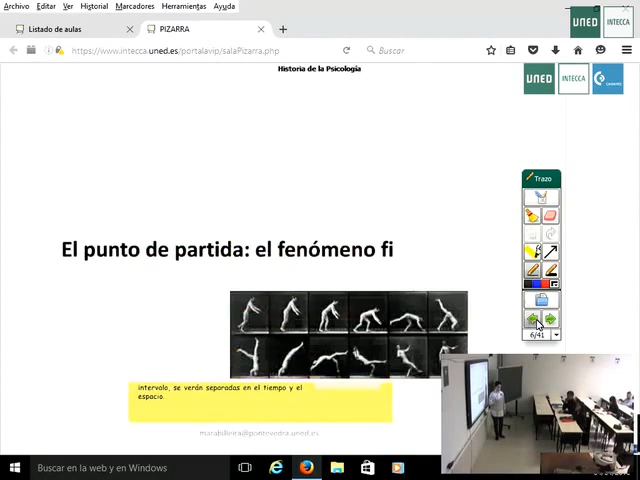 Archivo Editar Ver Historial Marcadores Herramientas Ayuda
UNED INTECCA
Listado de aulas
PIZARRA
https://www.intecca.uned.es/portalavip/salaPizarra.php
Buscar
Historia de la Psicología
UNED INTECCA
Trazo
El punto de partida: el fenómeno fi
6/41
intervalo, se verán separadas en el tiempo y el
espacio.
marabilleira@pontevedra.uned.es
Buscar en la web y en Windows